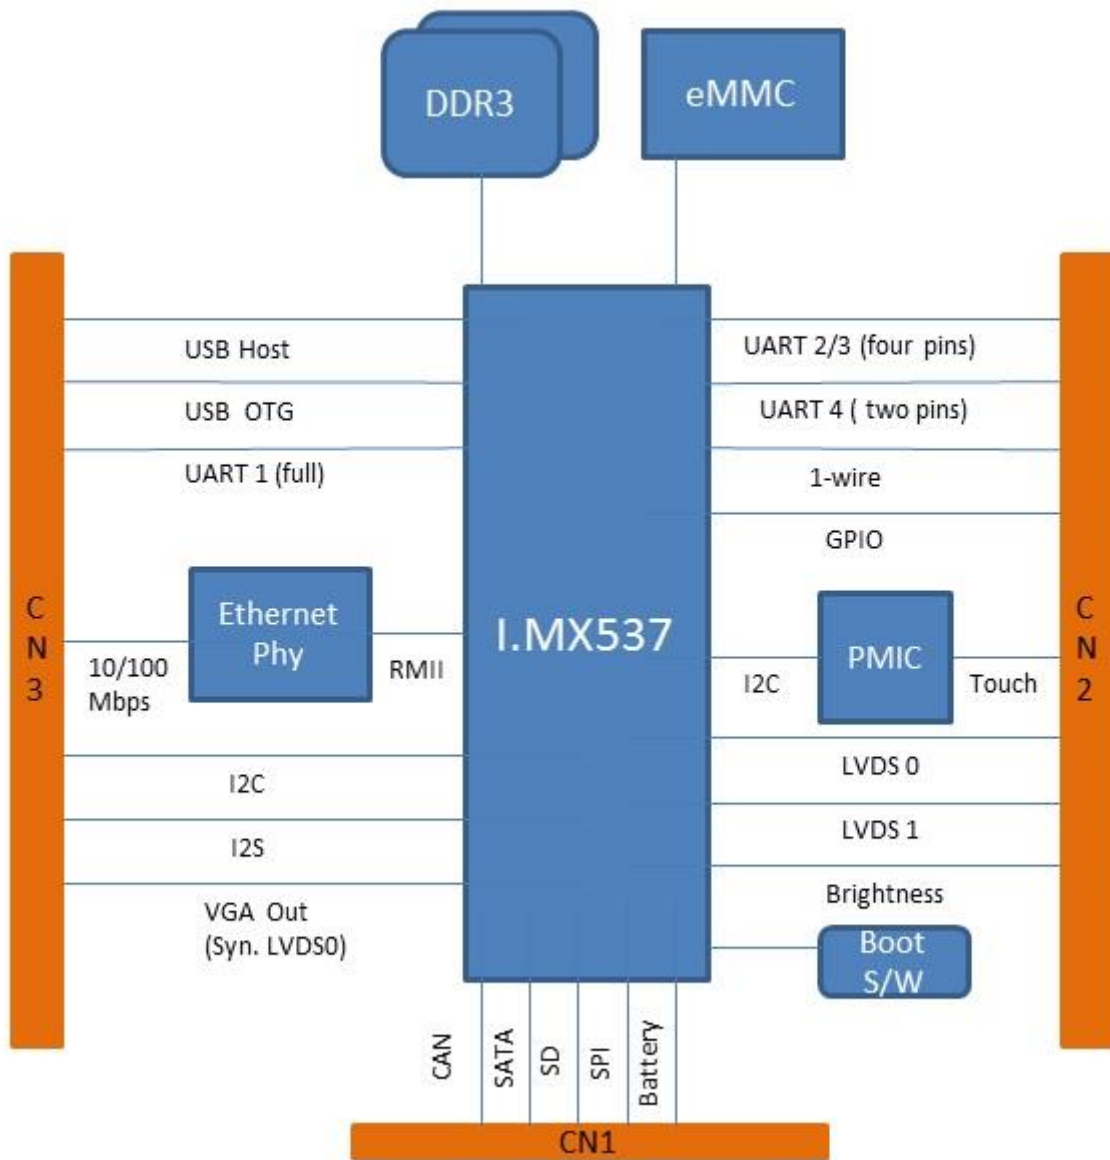 DDR3
eMMC
USB Host
UART 2/3 (four pins)
USB OTG
UART 4 ( two pins)
UART 1 (full)
1-wire
GPIO
C
N
3
Ethernet
Phy
10/100
Mbps
RMII
I.MX537
PMIC
I2C
Touch
C
N
2
I2C
LVDS 0
I2S
LVDS 1
VGA Out
(Syn. LVDS0)
Brightness
Boot
S/W
CAN
SATA
SD
SPI
Battery
CN1